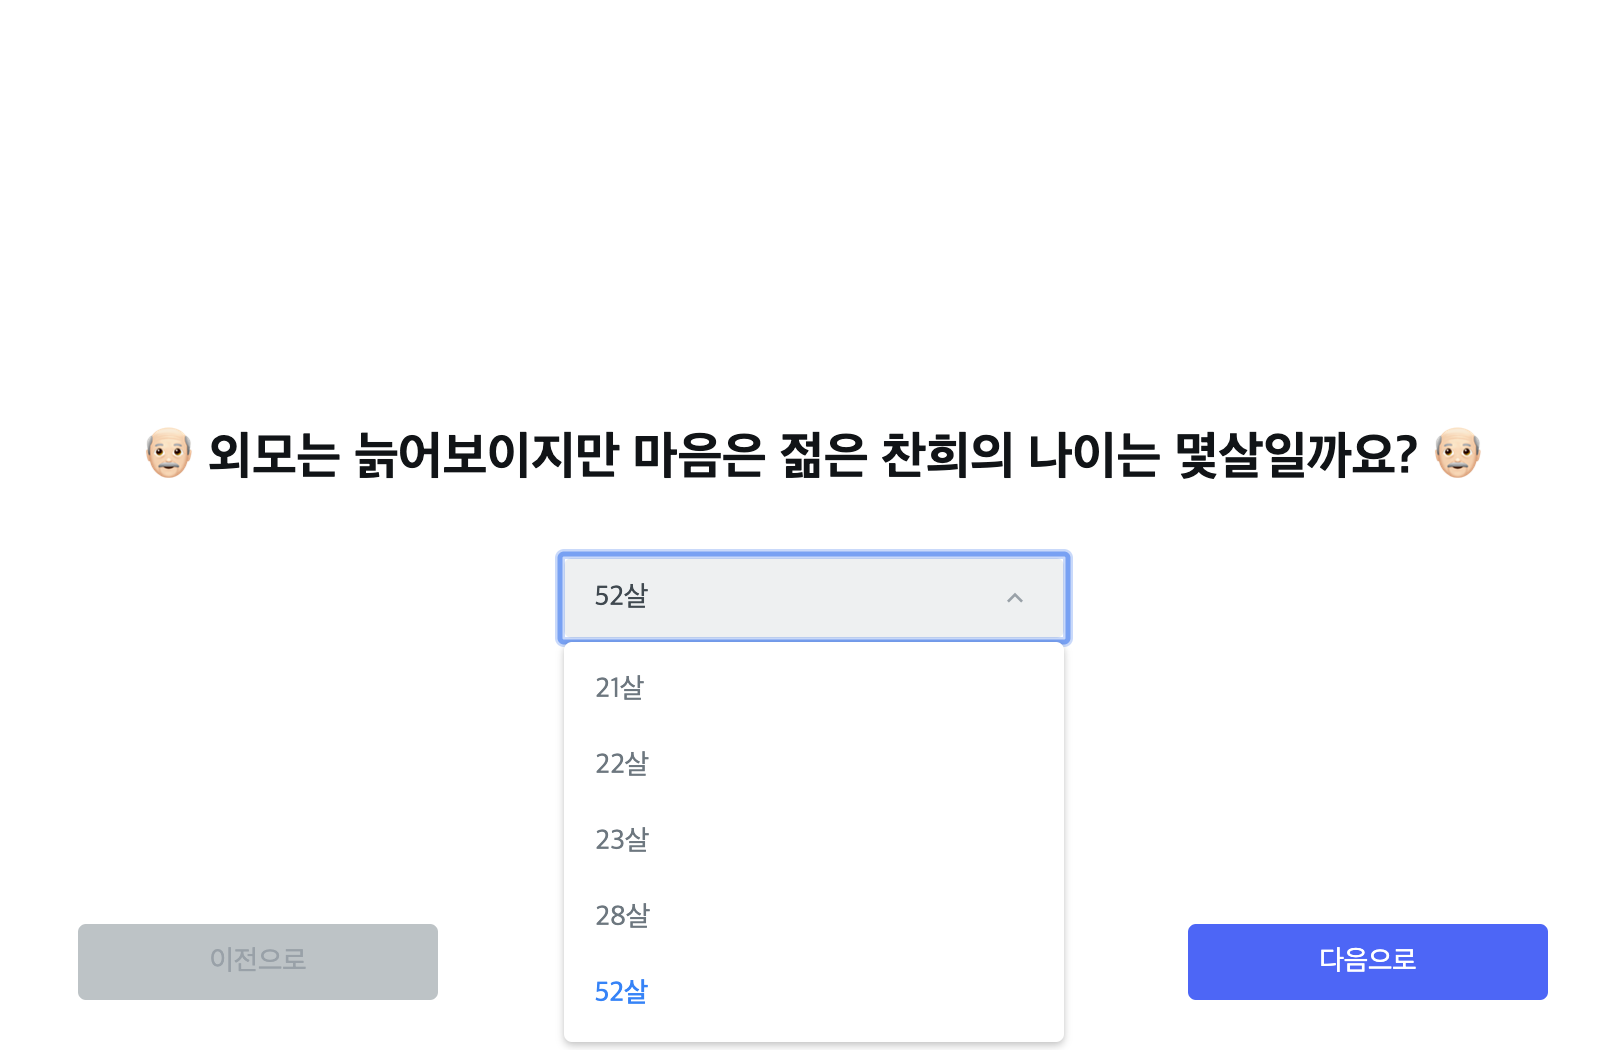 👴🏻 외모는 늙어보이지만 마음은 젊은 찬희의 나이는 몇살일까요? 👴🏻
52살
21살
22살
23살
28살
52살
이전으로
다음으로